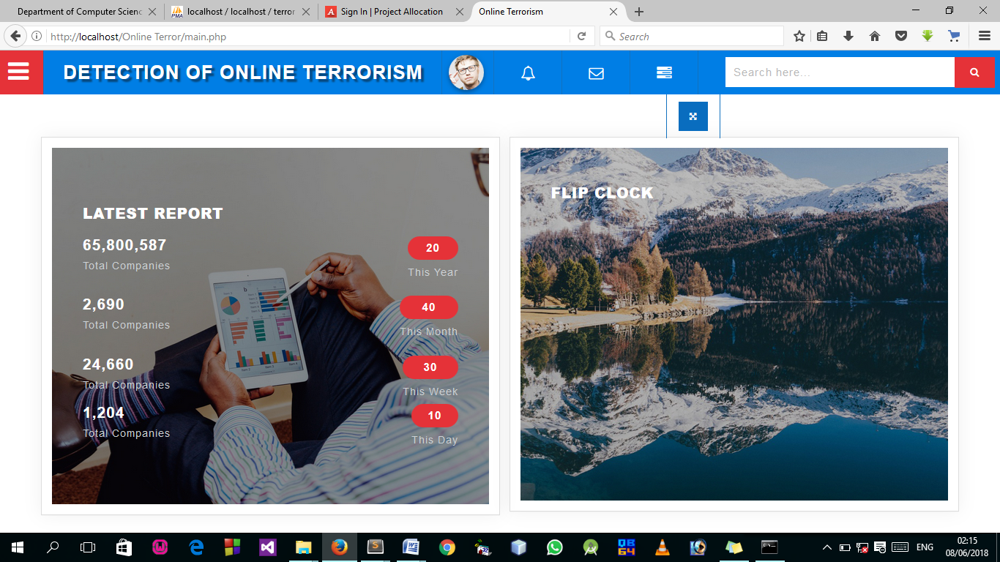 Department of Computer Scienc
localhost / localhost / terror
Sign In | Project Allocation
Online Terrorism
http://localhost/Online Terror/main.php
Search
DETECTION OF ONLINE TERRORISM
Search here...
LATEST REPORT
65,800,587
Total Companies
20
This Year
2,690
Total Companies
40
This Month
24,660
Total Companies
30
This Week
1,204
Total Companies
10
This Day
FLIP CLOCK
ENG
02:15
08/06/2018